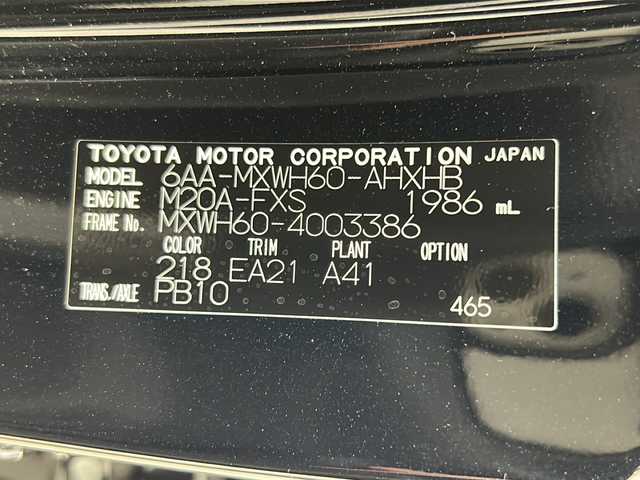 TOYOTA MOTOR CORPORATION JAPAN
MODEL 6AA-MXWH60-AHXHB
ENGINE M20A-FXS 1986 mL
FRAME No. MXWH60-4003386
COLOR TRIM PLANT OPTION
218 EA21 A41
TRANS./AXLE PB10
465